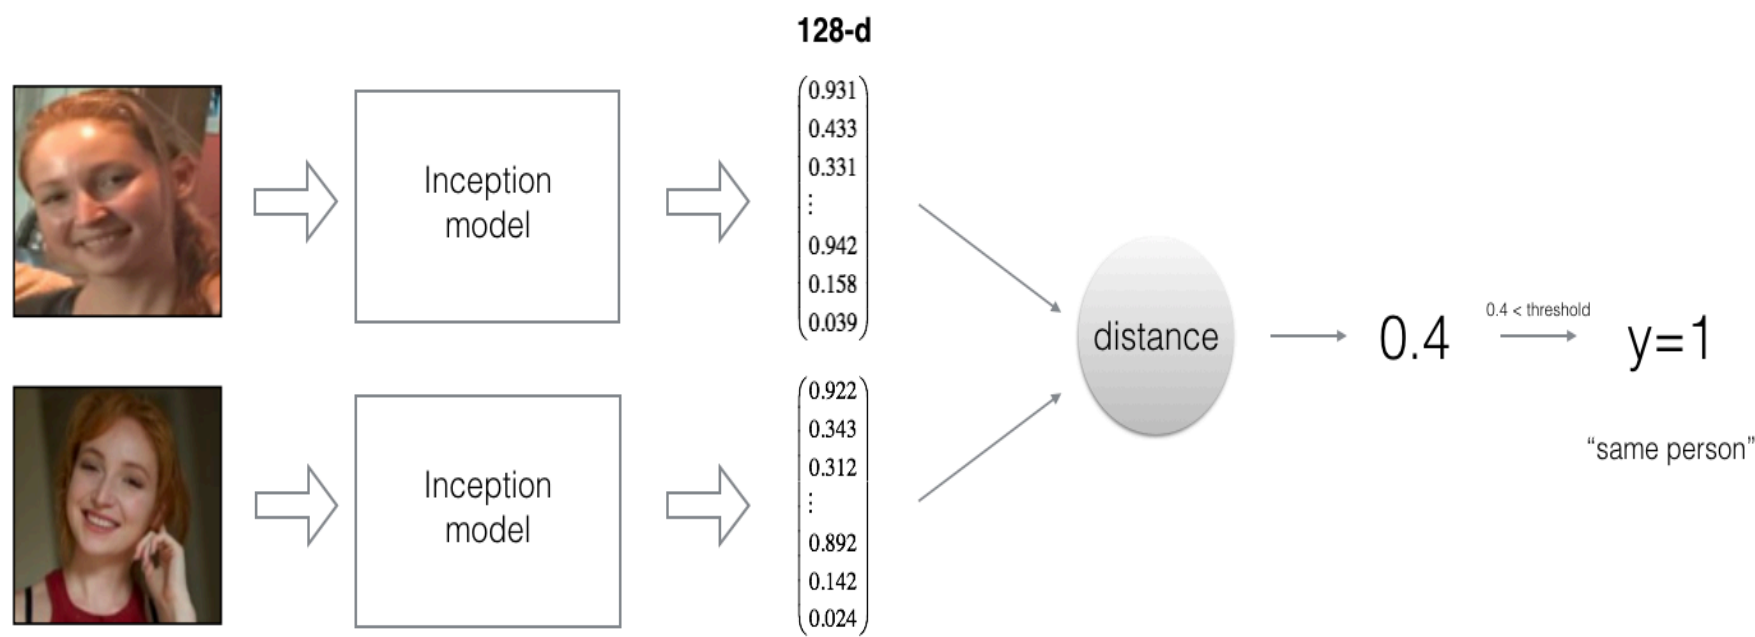 128-d
0.931
0.433
0.331
⋮
0.942
0.158
0.039
Inception
model
0.922
0.343
0.312
⋮
0.892
0.142
0.024
Inception
model
distance
0.4
0.4 < threshold
y=1
“same person”